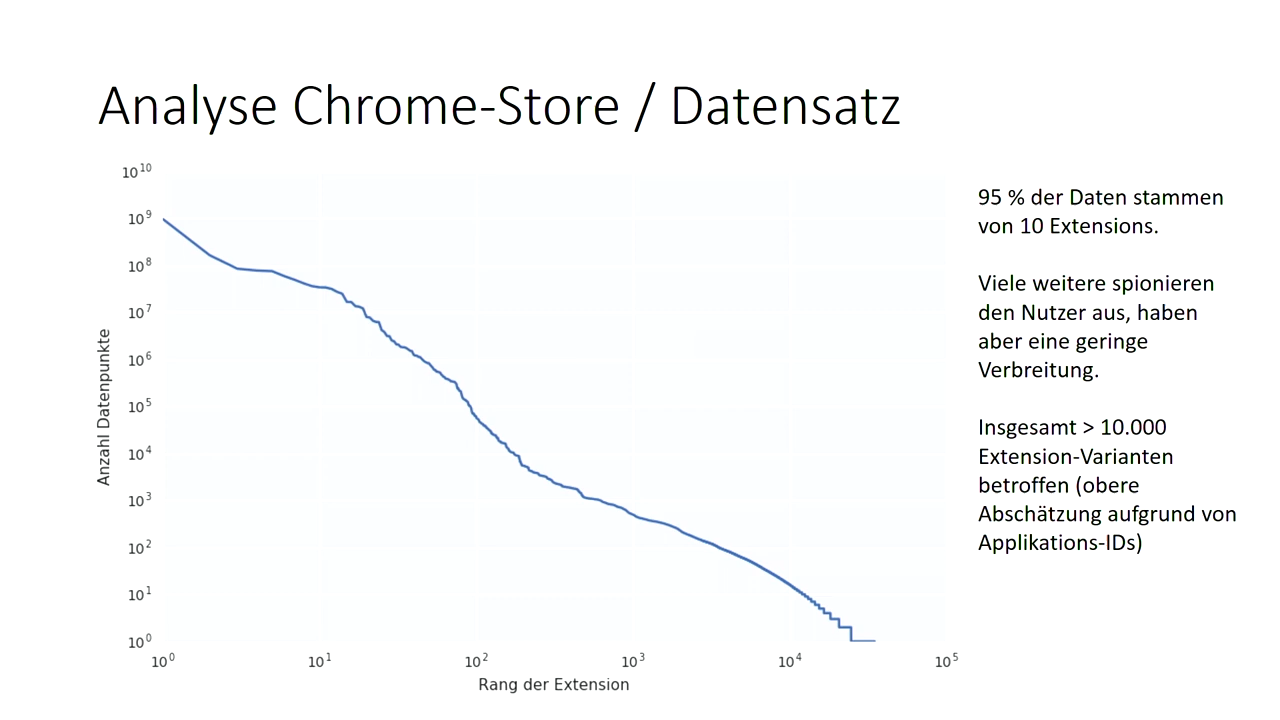 Analyse Chrome-Store / Datensatz
10^10
10^9
10^8
10^7
10^6
10^5
10^4
10^3
10^2
10^1
10^0
Anzahl Datenpunkte
10^0 10^1 10^2 10^3 10^4 10^5
Rang der Extension
95 % der Daten stammen
von 10 Extensions.
Viele weitere spionieren
den Nutzer aus, haben
aber eine geringe
Verbreitung.
Insgesamt > 10.000
Extension-Varianten
betroffen (obere
Abschätzung aufgrund von
Applikations-IDs)